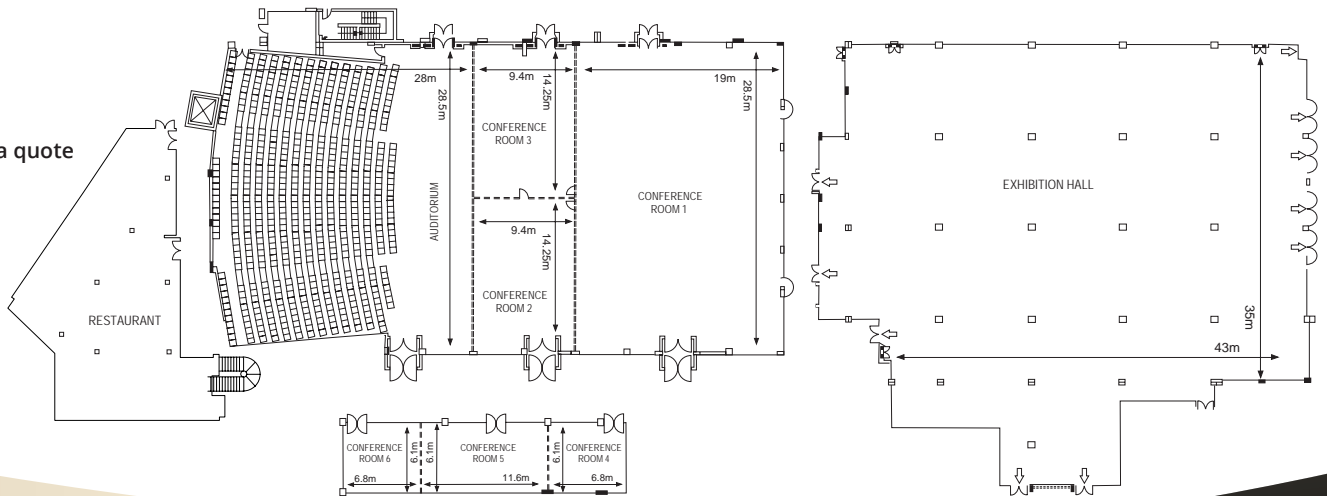 a quote
28m
28.5m
AUDITORIUM
9.4m
14.25m
CONFERENCE
ROOM 3
9.4m
14.25m
CONFERENCE
ROOM 2
19m
28.5m
CONFERENCE
ROOM 1
EXHIBITION HALL
35m
43m
RESTAURANT
CONFERENCE
ROOM 6
6.1m
6.8m
6.1m
CONFERENCE
ROOM 5
11.6m
6.1m
CONFERENCE
ROOM 4
6.8m